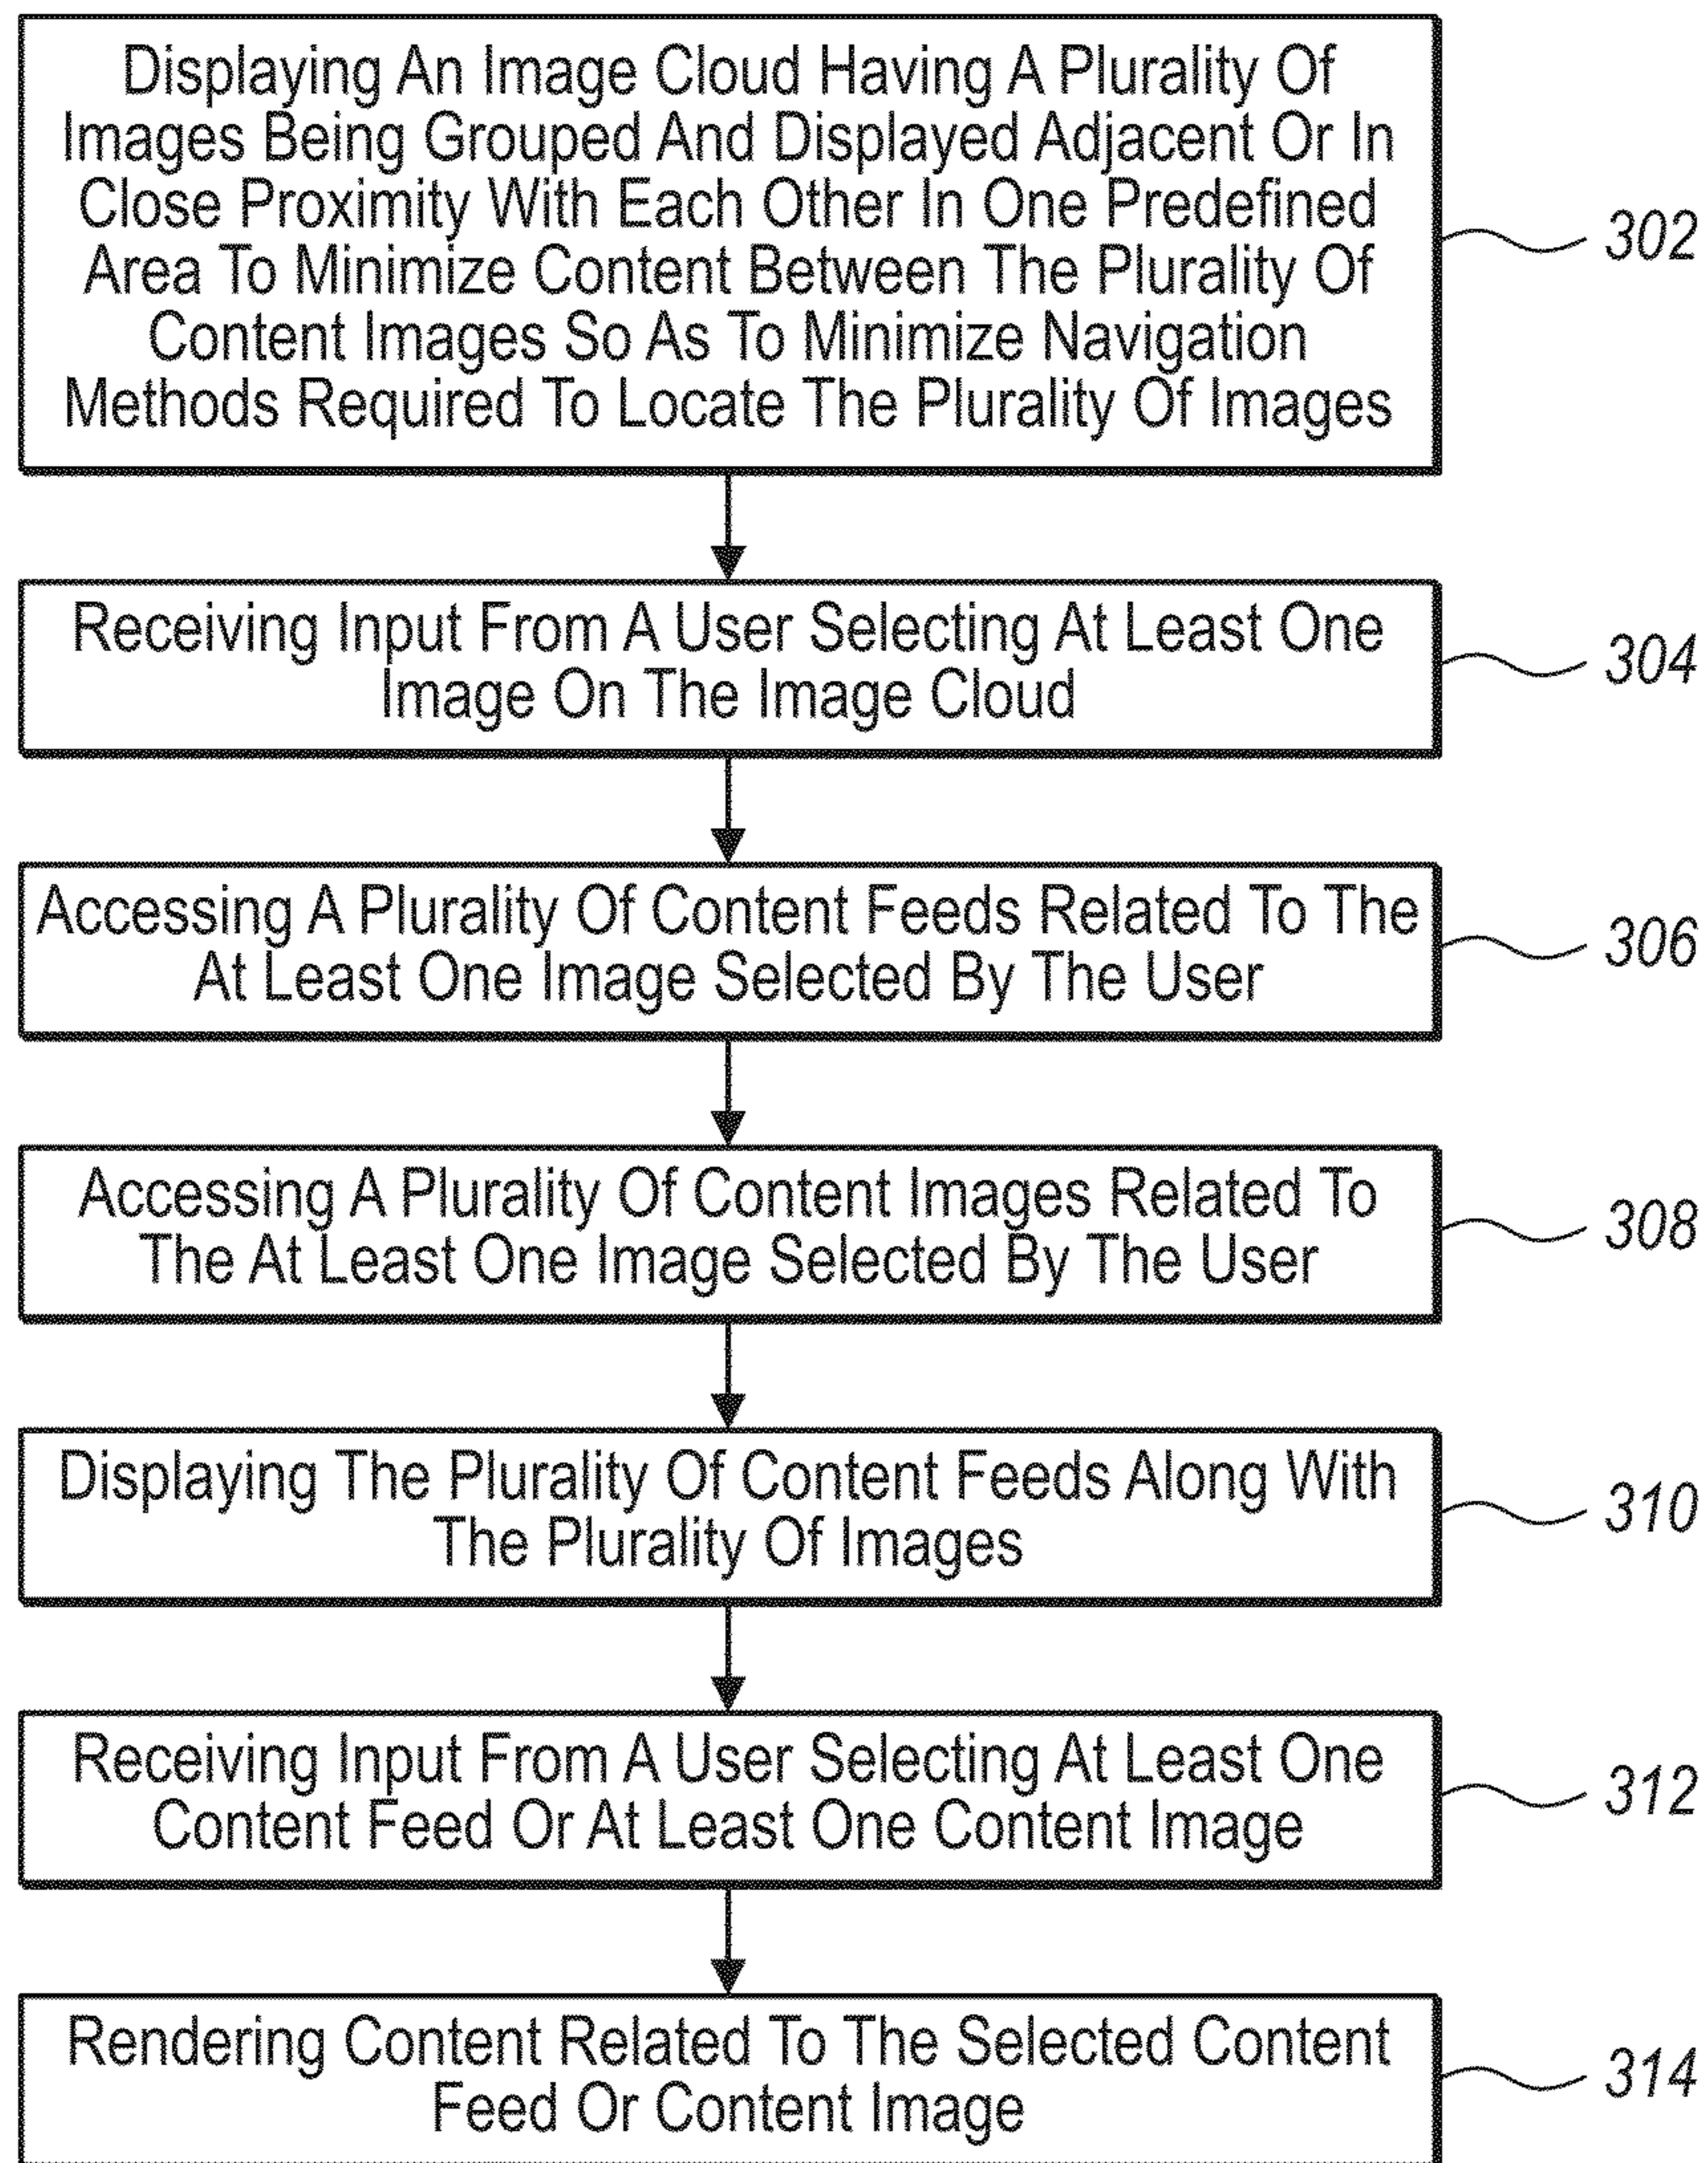 Displaying An Image Cloud Having A Plurality Of
Images Being Grouped And Displayed Adjacent Or In
Close Proximity With Each Other In One Predefined
Area To Minimize Content Between The Plurality Of
Content Images So As To Minimize Navigation
Methods Required To Locate The Plurality Of Images
302
Receiving Input From A User Selecting At Least One
Image On The Image Cloud
304
Accessing A Plurality Of Content Feeds Related To The
At Least One Image Selected By The User
306
Accessing A Plurality Of Content Images Related To
The At Least One Image Selected By The User
308
Displaying The Plurality Of Content Feeds Along With
The Plurality Of Images
310
Receiving Input From A User Selecting At Least One
Content Feed Or At Least One Content Image
312
Rendering Content Related To The Selected Content
Feed Or Content Image
314